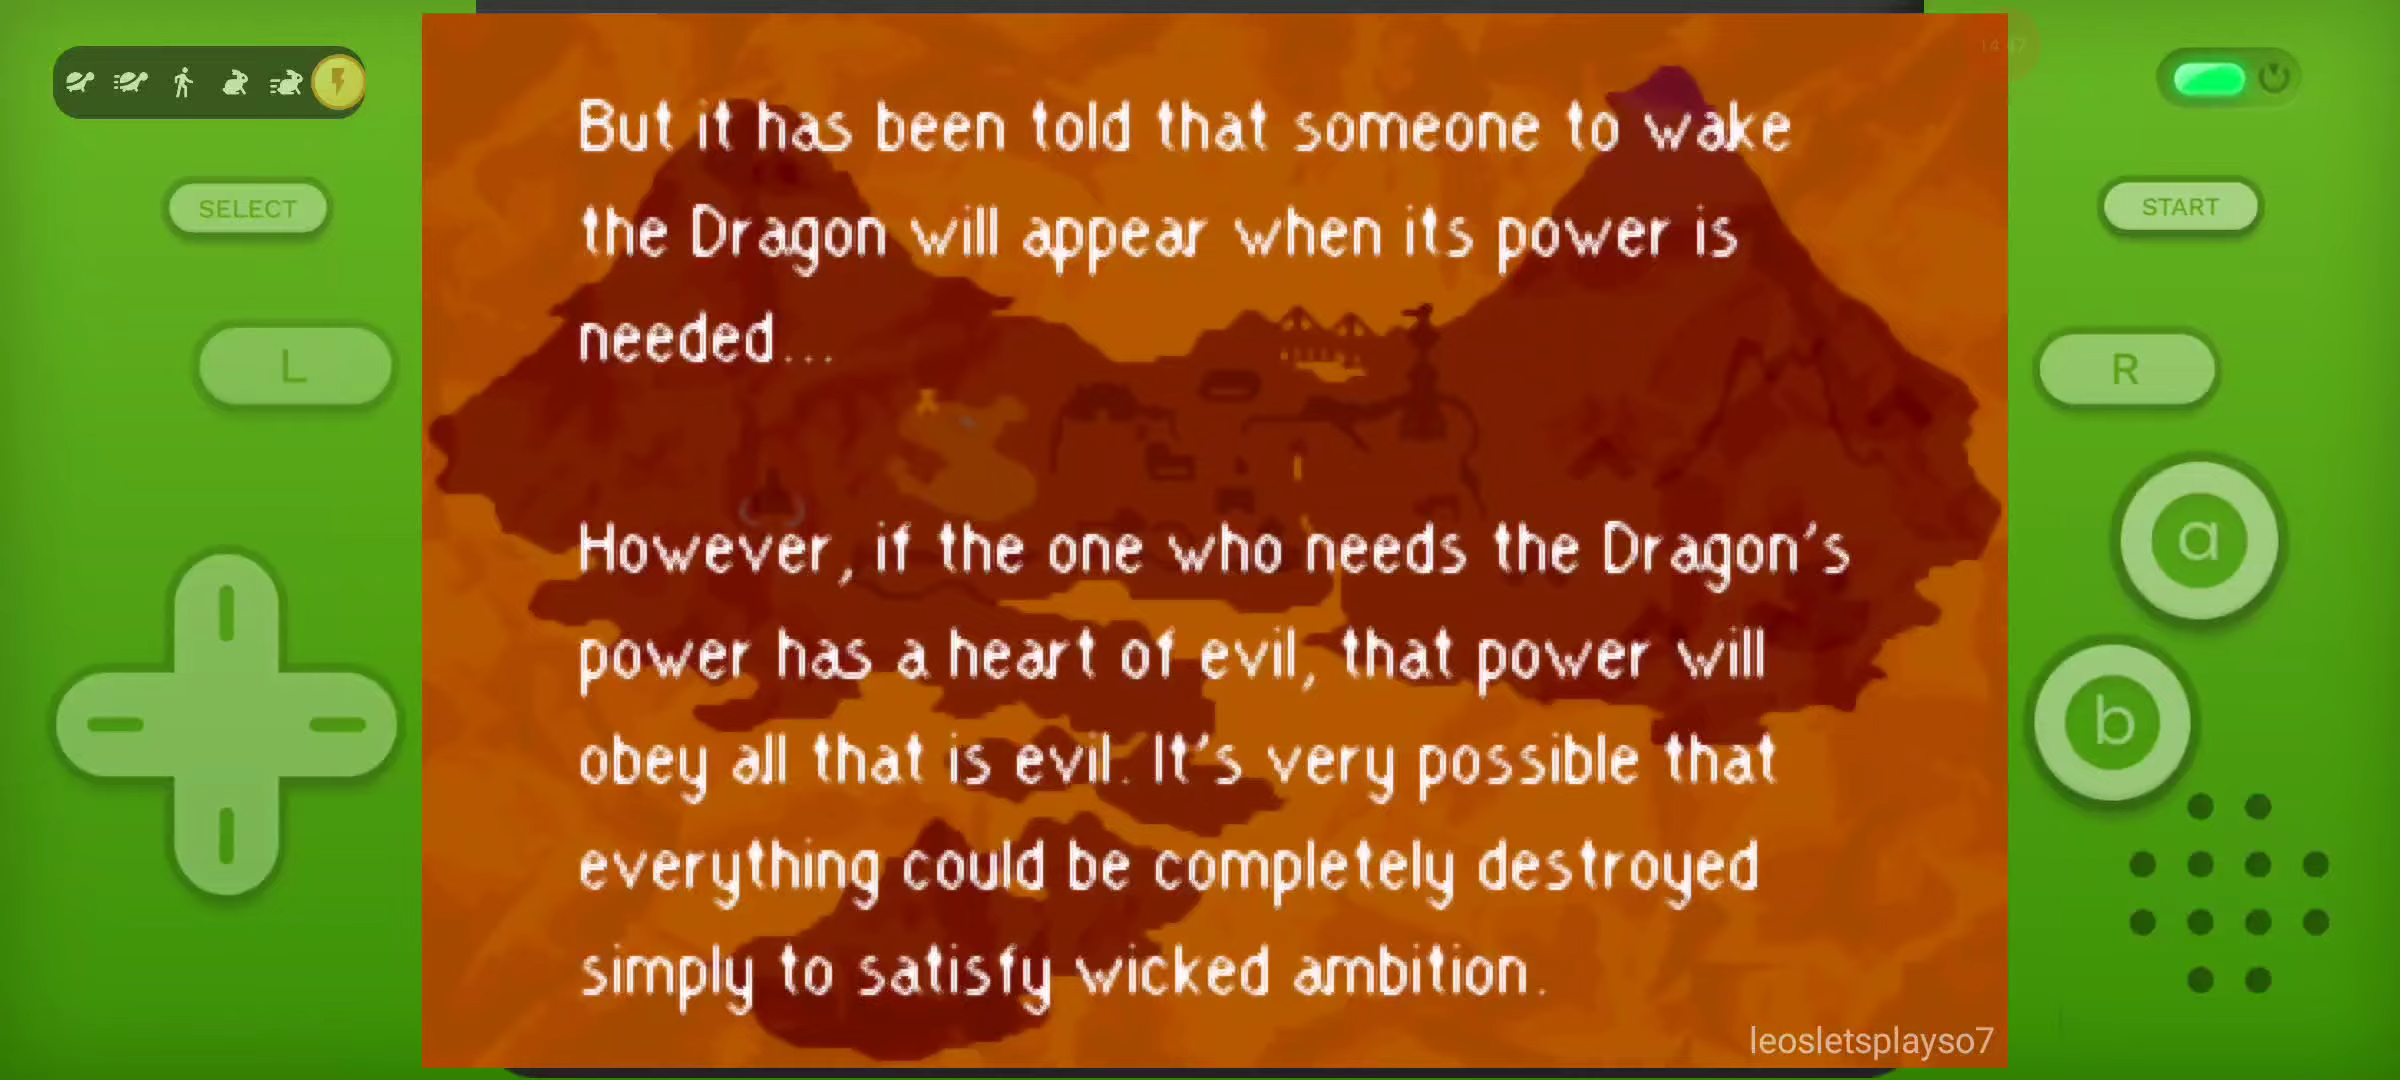 14:47
SELECT
START
L
R
a
b
But it has been told that someone to wake
the Dragon will appear when its power is
needed...
However, if the one who needs the Dragon's
power has a heart of evil, that power will
obey all that is evil. It's very possible that
everything could be completely destroyed
simply to satisfy wicked ambition.
leosletsplayso7